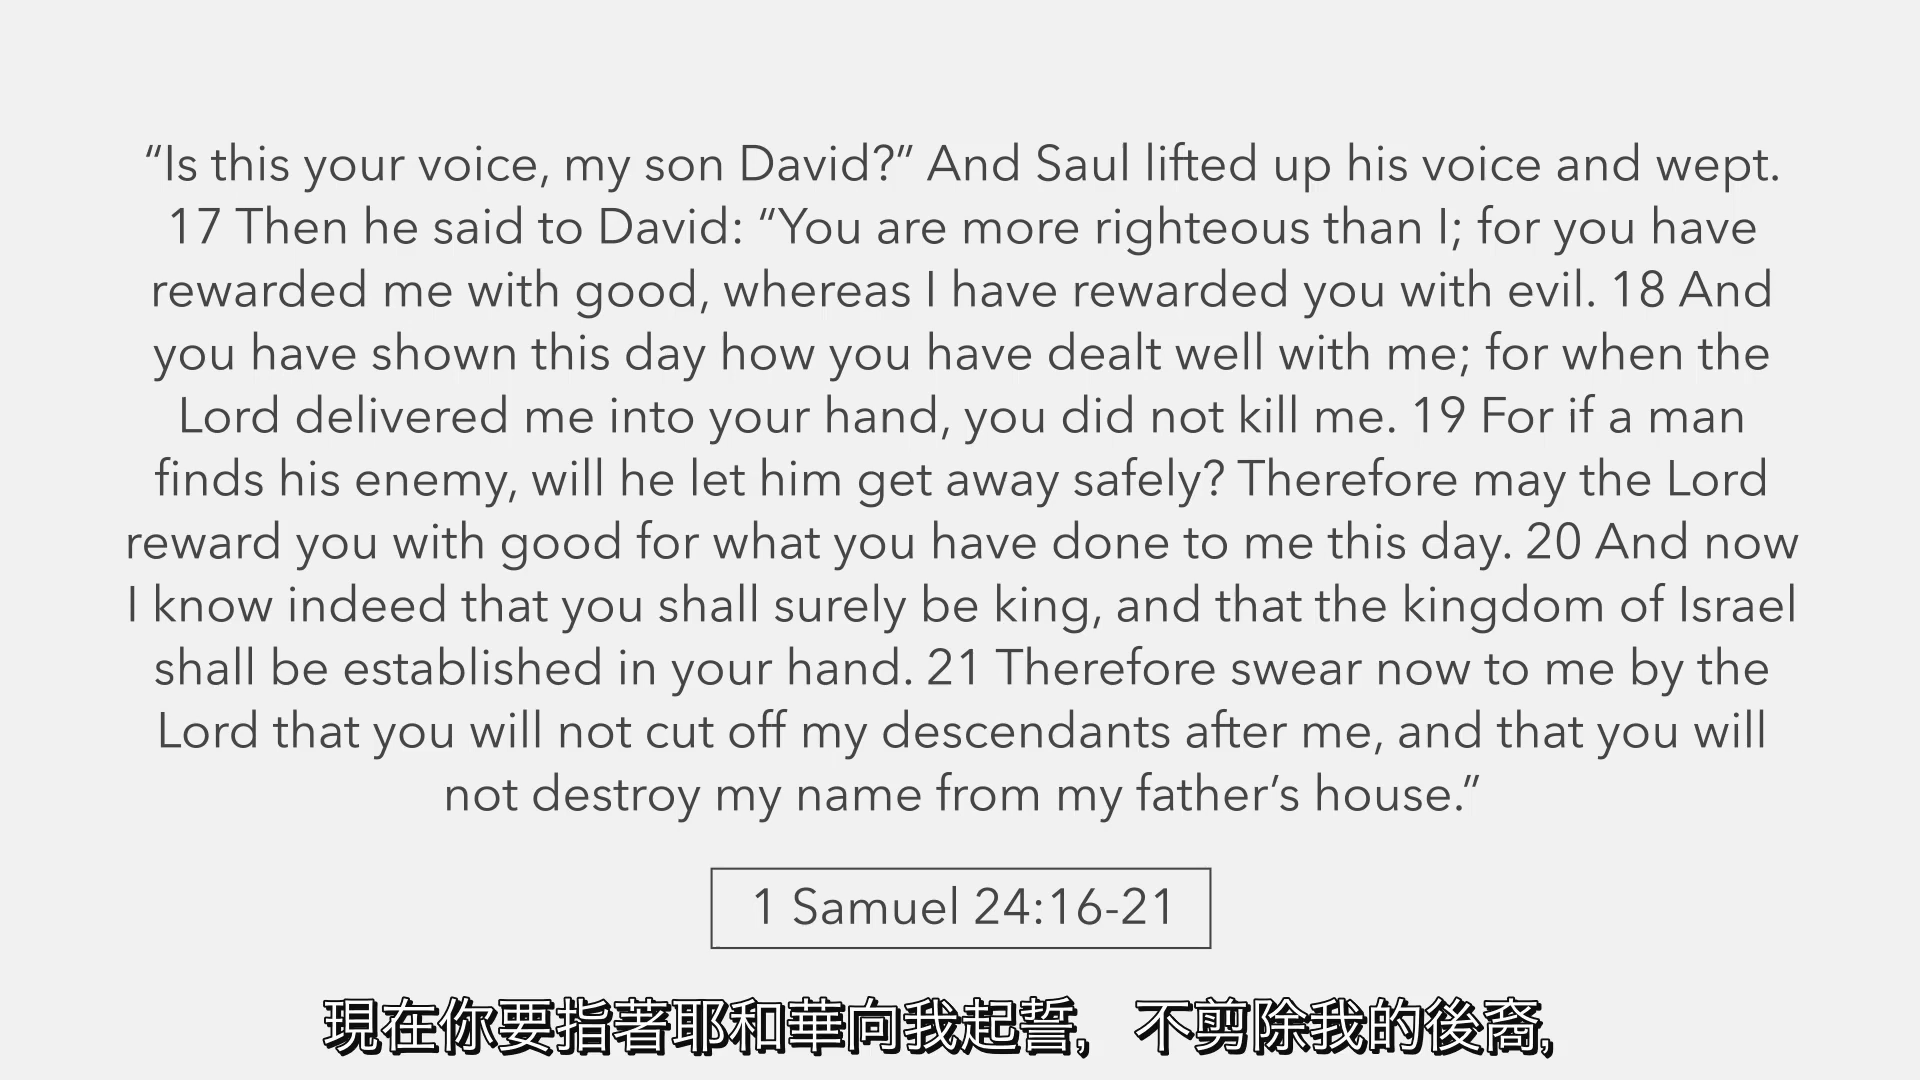 “Is this your voice, my son David?” And Saul lifted up his voice and wept.
17 Then he said to David: “You are more righteous than I; for you have
rewarded me with good, whereas I have rewarded you with evil. 18 And
you have shown this day how you have dealt well with me; for when the
Lord delivered me into your hand, you did not kill me. 19 For if a man
finds his enemy, will he let him get away safely? Therefore may the Lord
reward you with good for what you have done to me this day. 20 And now
I know indeed that you shall surely be king, and that the kingdom of Israel
shall be established in your hand. 21 Therefore swear now to me by the
Lord that you will not cut off my descendants after me, and that you will
not destroy my name from my father’s house.”
1 Samuel 24:16-21
現在你要指著耶和華向我起誓, 不剪除我的後裔,